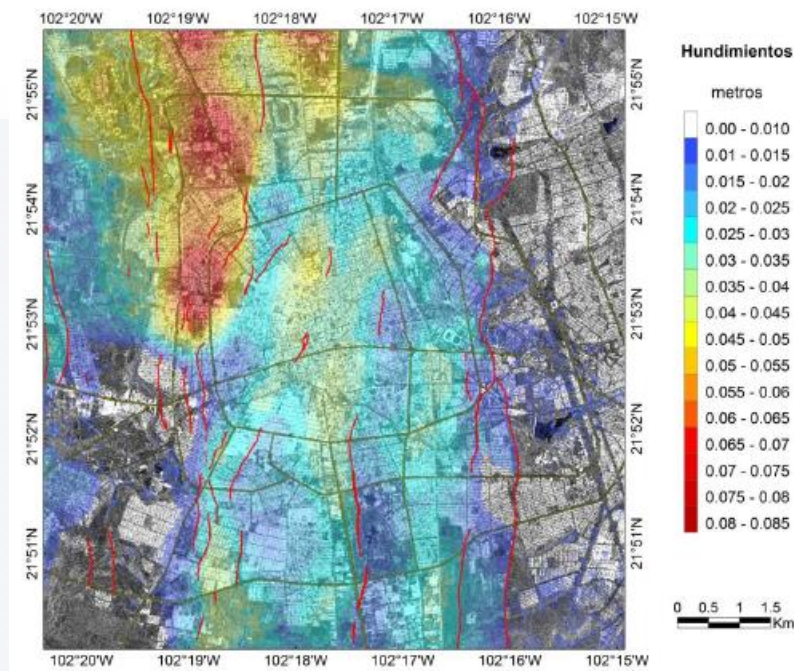 102°20'W 102°19'W 102°18'W 102°17'W 102°16'W 102°15'W
21°55'N 21°55'N
21°54'N 21°54'N
21°53'N 21°53'N
21°52'N 21°52'N
21°51'N 21°51'N
102°20'W 102°19'W 102°18'W 102°17'W 102°16'W 102°15'W
Hundimientos
metros
0.00 - 0.010
0.01 - 0.015
0.015 - 0.02
0.02 - 0.025
0.025 - 0.03
0.03 - 0.035
0.035 - 0.04
0.04 - 0.045
0.045 - 0.05
0.05 - 0.055
0.055 - 0.06
0.06 - 0.065
0.065 - 0.07
0.07 - 0.075
0.075 - 0.08
0.08 - 0.085
0 0.5 1 1.5
Km